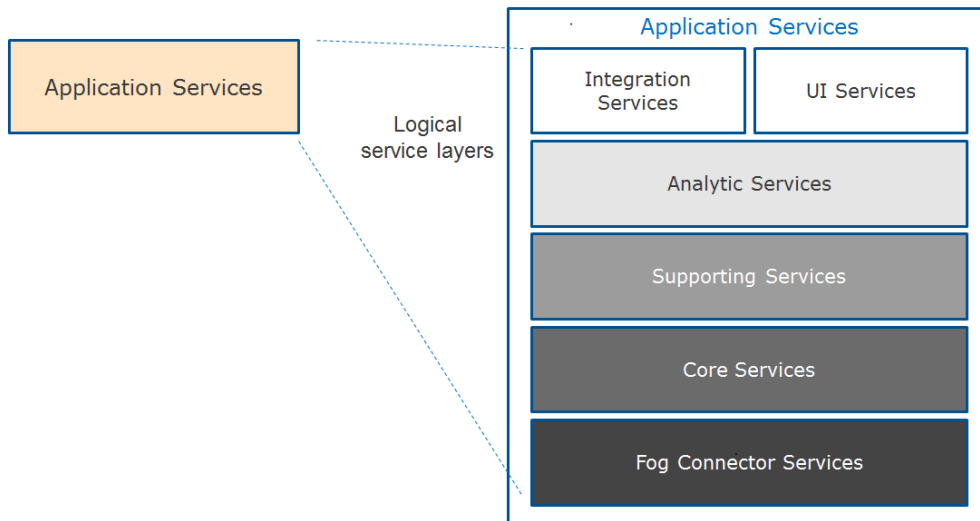 Application Services
Application Services
Logical
service layers
Integration
Services
UI Services
Analytic Services
Supporting Services
Core Services
Fog Connector Services